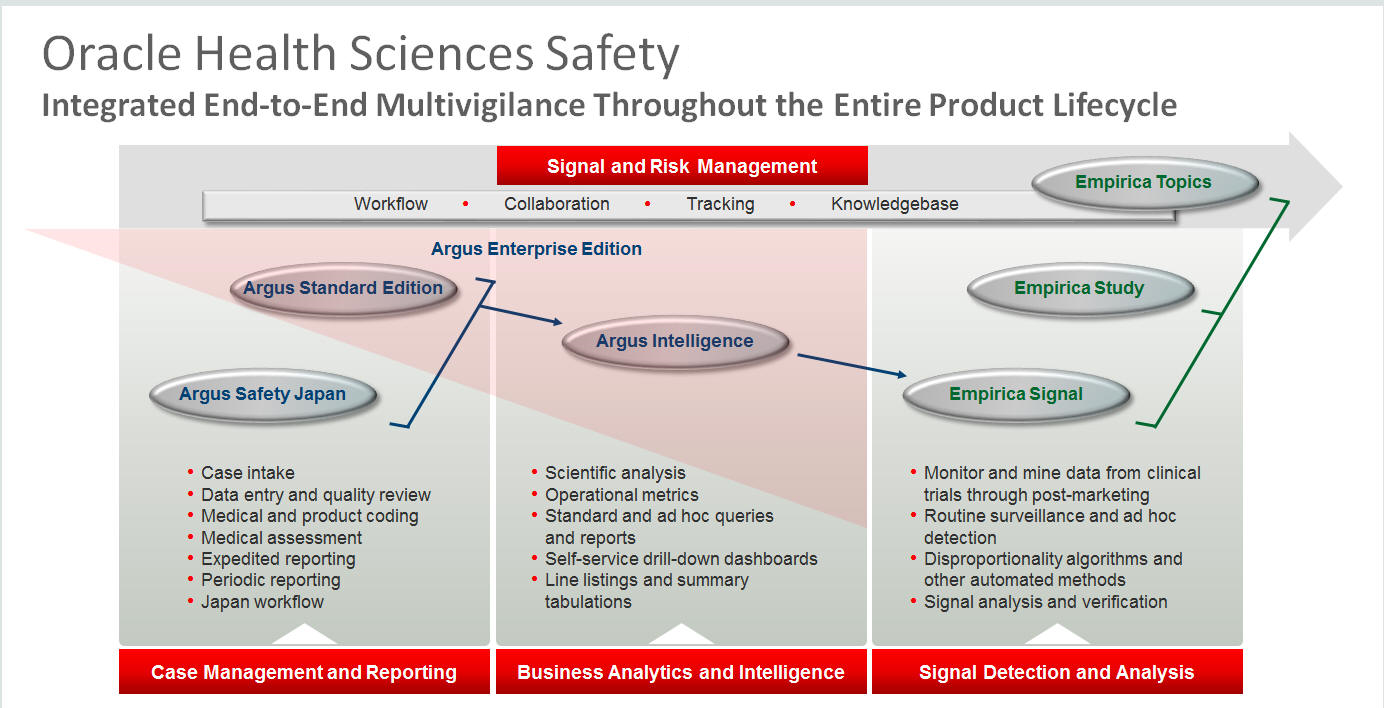 Oracle Health Sciences Safety
Integrated End-to-End Multivigilance Throughout the Entire Product Lifecycle
Signal and Risk Management
Workflow • Collaboration • Tracking • Knowledgebase
Empirica Topics
Argus Enterprise Edition
Argus Standard Edition
Argus Safety Japan
Argus Intelligence
Empirica Study
Empirica Signal
• Case intake
• Data entry and quality review
• Medical and product coding
• Medical assessment
• Expedited reporting
• Periodic reporting
• Japan workflow
Case Management and Reporting
• Scientific analysis
• Operational metrics
• Standard and ad hoc queries
and reports
• Self-service drill-down dashboards
• Line listings and summary
tabulations
Business Analytics and Intelligence
• Monitor and mine data from clinical
trials through post-marketing
• Routine surveillance and ad hoc
detection
• Disproportionality algorithms and
other automated methods
• Signal analysis and verification
Signal Detection and Analysis